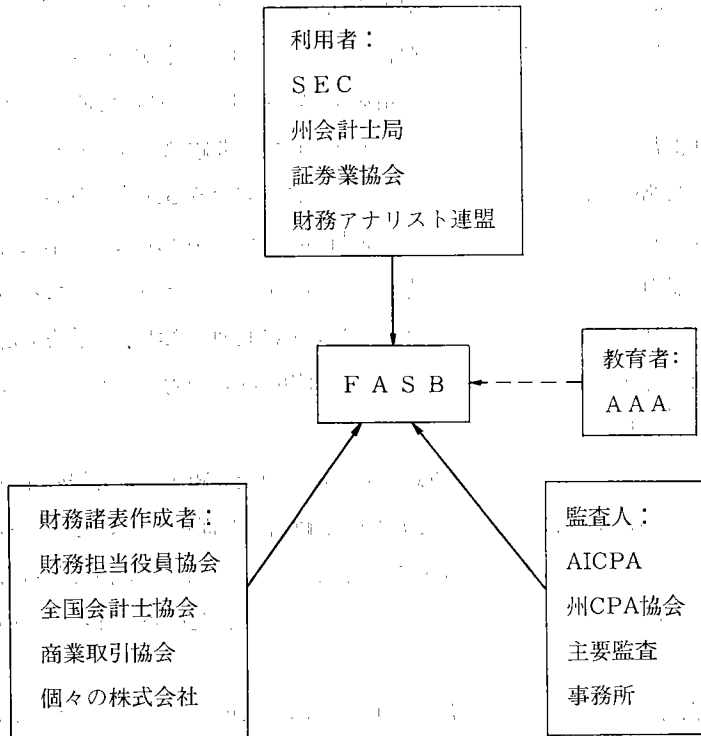 利用者：
SEC
州会計士局
証券業協会
財務アナリスト連盟
FASB
教育者：
AAA
財務諸表作成者：
財務担当役員協会
全国会計士協会
商業取引協会
個々の株式会社
監査人：
AICPA
州CPA協会
主要監査
事務所